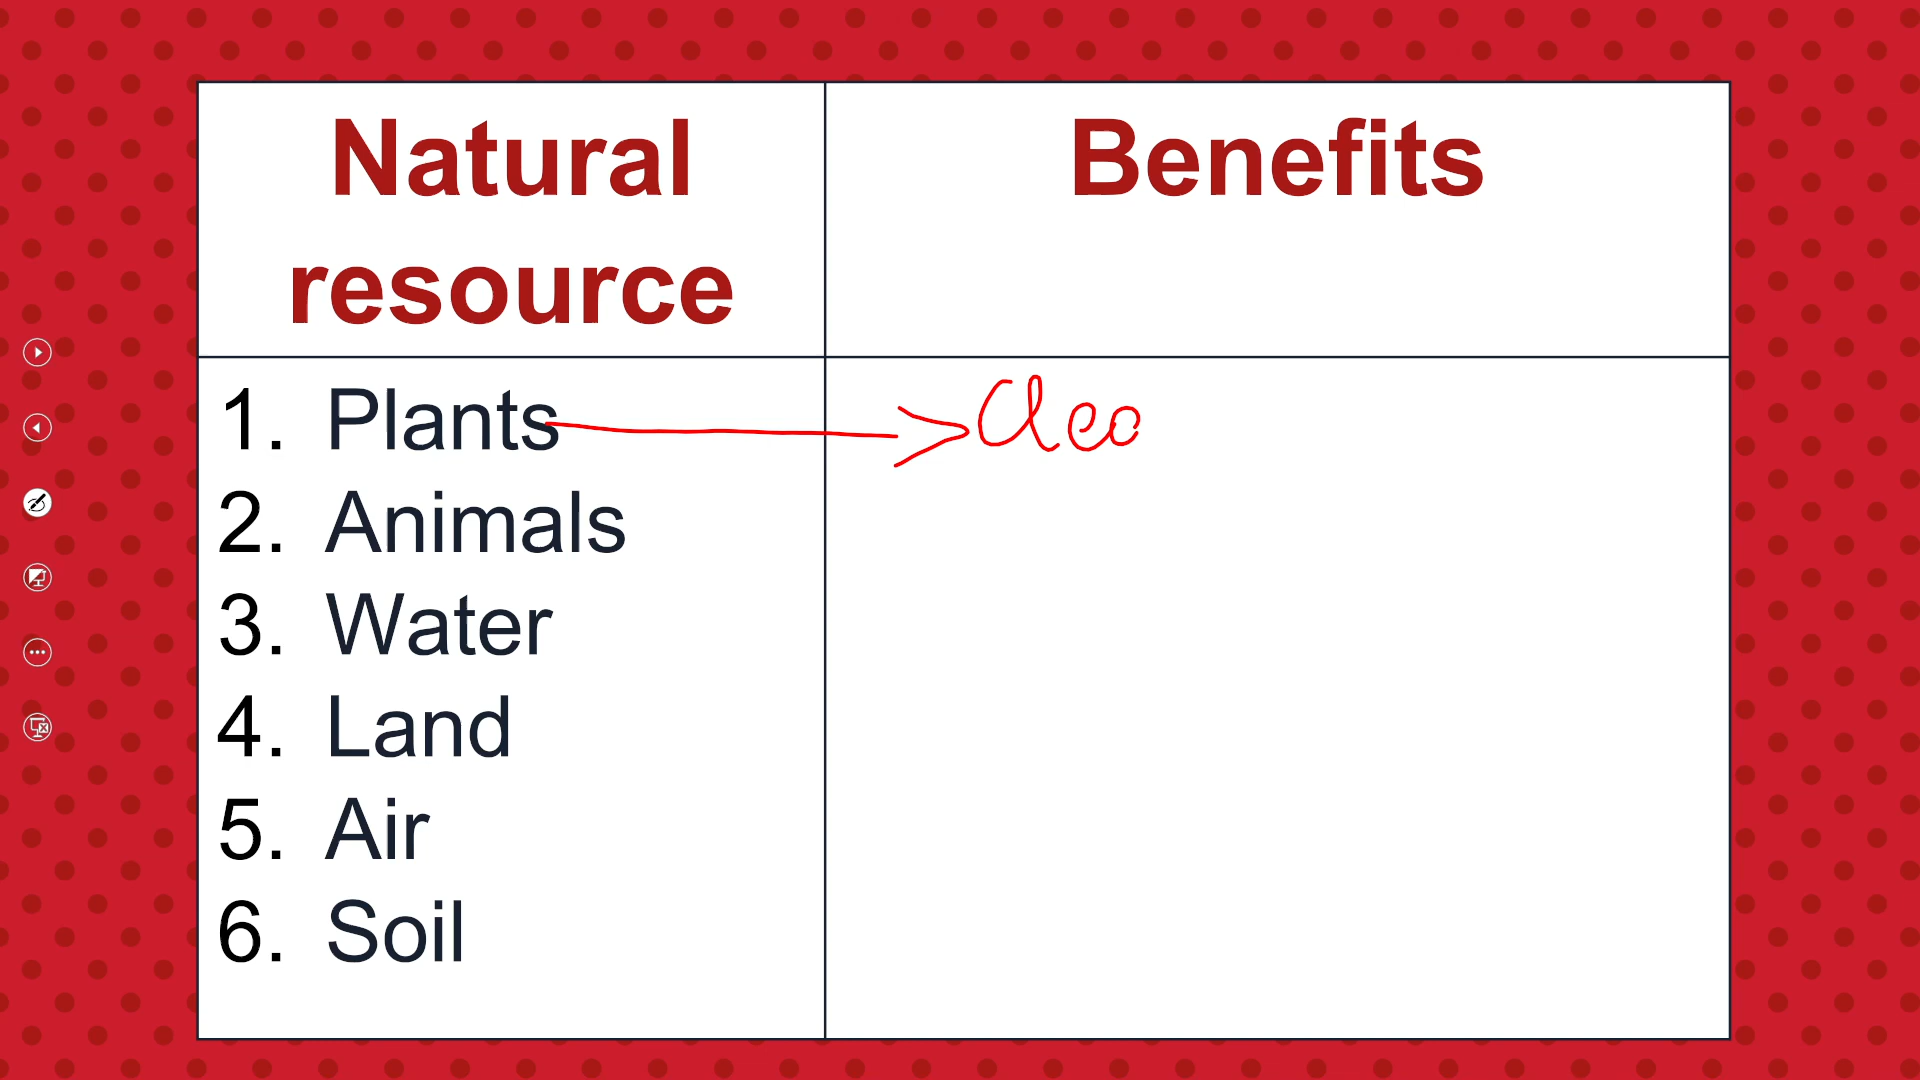 Natural resource
Benefits
1. Plants
2. Animals
3. Water
4. Land
5. Air
6. Soil